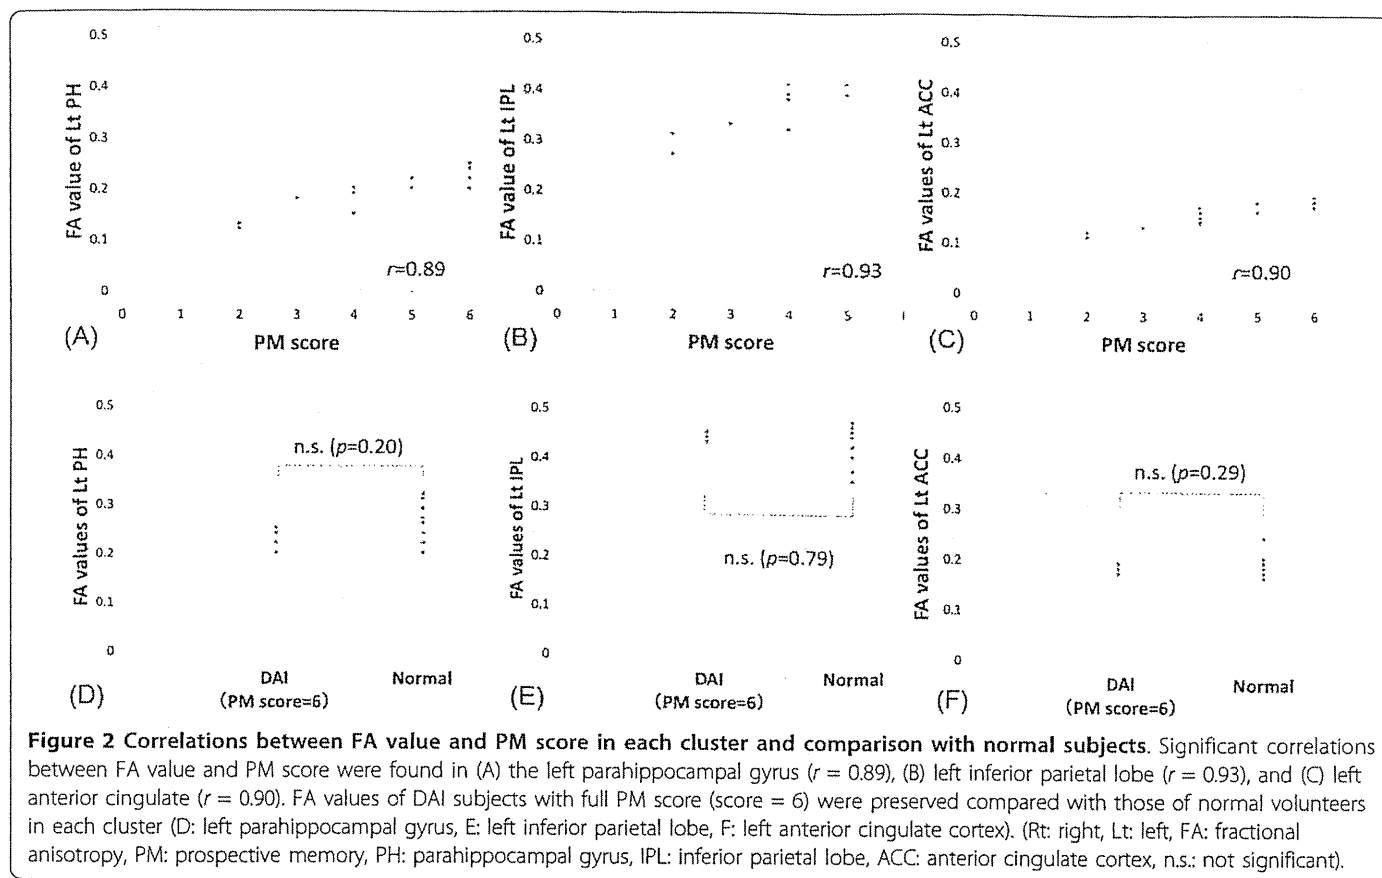 0.5
0.4
0.3
0.2
0.1
0
FA value of Lt PH
r=0.89
0 1 2 3 4 5 6
(A)
PM score
0.5
0.4
0.3
0.2
0.1
0
FA value of Lt IPL
r=0.93
0 1 2 3 4 5
(B)
PM score
0.5
0.4
0.3
0.2
0.1
0
FA values of Lt ACC
r=0.90
0 1 2 3 4 5 6
(C)
PM score
0.5
0.4
0.3
0.2
0.1
0
FA values of Lt PH
n.s. (p=0.20)
DAI Normal
(PM score=6)
(D)
0.5
0.4
0.3
0.2
0.1
0
FA values of Lt IPL
n.s. (p=0.79)
DAI Normal
(PM score=6)
(E)
0.5
0.4
0.3
0.2
0.1
0
FA values of Lt ACC
n.s. (p=0.29)
DAI Normal
(PM score=6)
(F)
Figure 2 Correlations between FA value and PM score in each cluster and comparison with normal subjects. Significant correlations
between FA value and PM score were found in (A) the left parahippocampal gyrus (r = 0.89), (B) left inferior parietal lobe (r = 0.93), and (C) left
anterior cingulate (r = 0.90). FA values of DAI subjects with full PM score (score = 6) were preserved compared with those of normal volunteers
in each cluster (D: left parahippocampal gyrus, E: left inferior parietal lobe, F: left anterior cingulate cortex). (Rt: right, Lt: left, FA: fractional
anisotropy, PM: prospective memory, PH: parahippocampal gyrus, IPL: inferior parietal lobe, ACC: anterior cingulate cortex, n.s.: not significant).